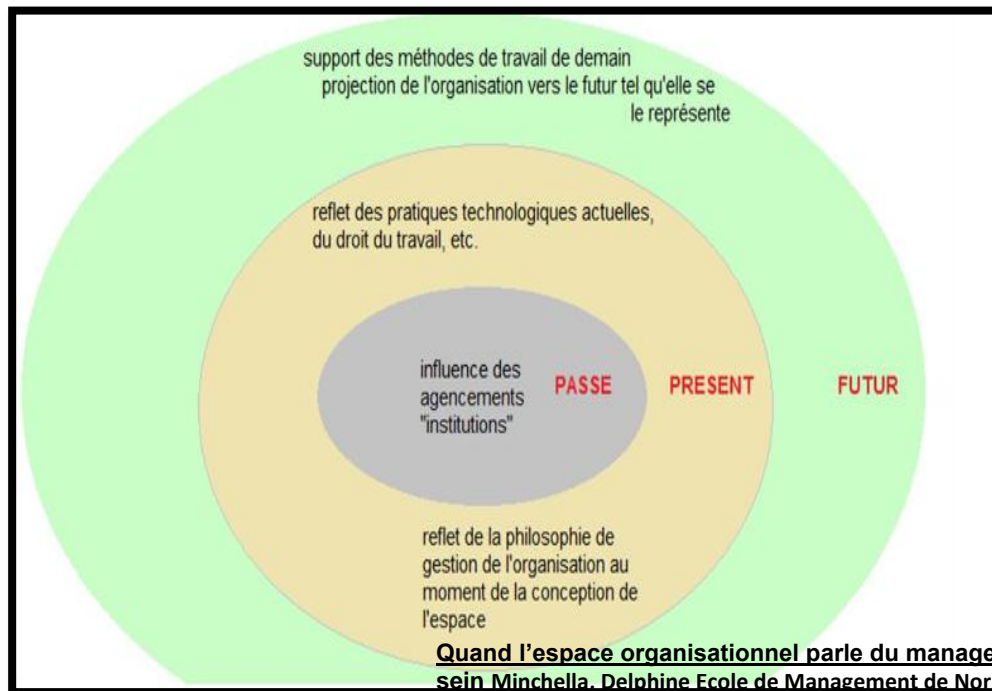 support des méthodes de travail de demain
projection de l'organisation vers le futur tel qu'elle se
le représente
reflet des pratiques technologiques actuelles,
du droit du travail, etc.
influence des
agencements
"institutions"
PASSE
PRESENT
FUTUR
reflet de la philosophie de
gestion de l'organisation au
moment de la conception de
l'espace
Quand l'espace organisationnel parle du manage
sein Minchella, Delphine Ecole de Management de Nor